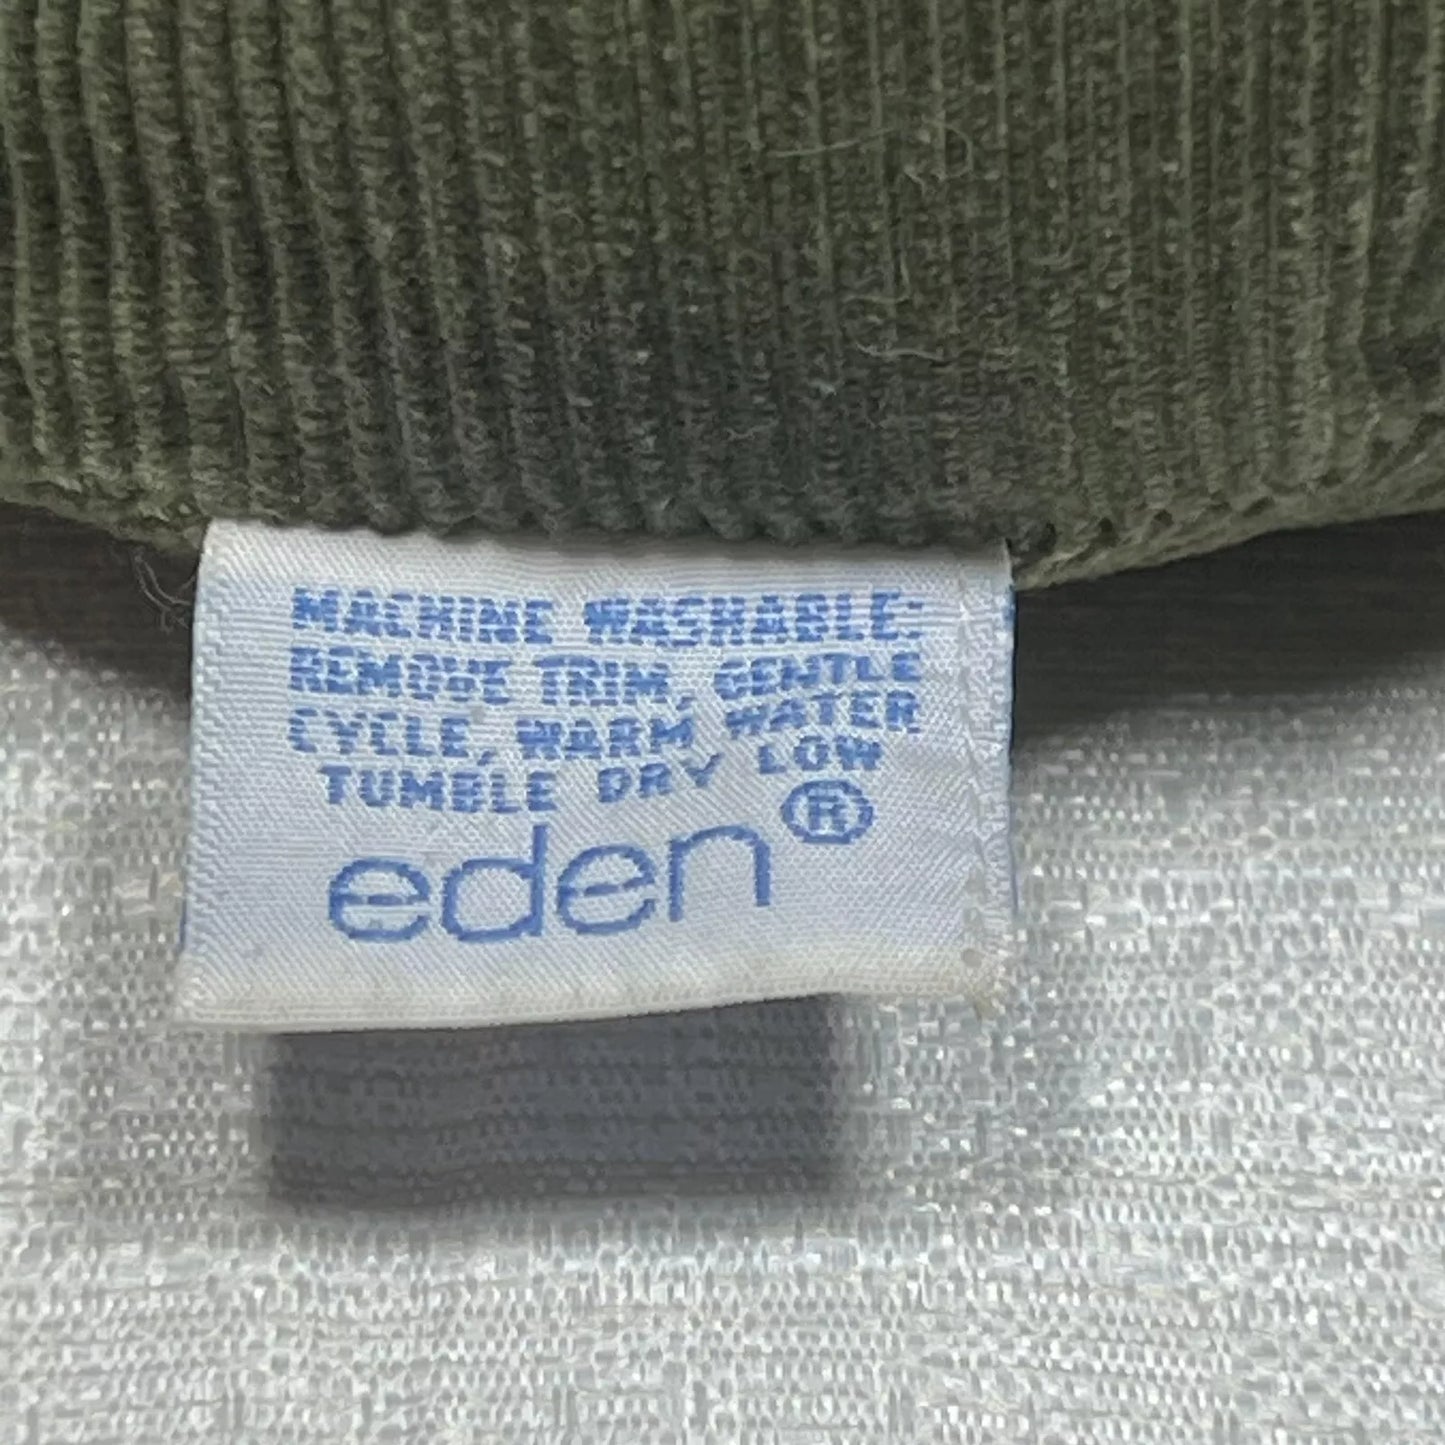 MACHINE WASHABLE:
REMOVE TRIM, GENTLE
CYCLE, WARM WATER
TUMBLE DRY LOW
eden®